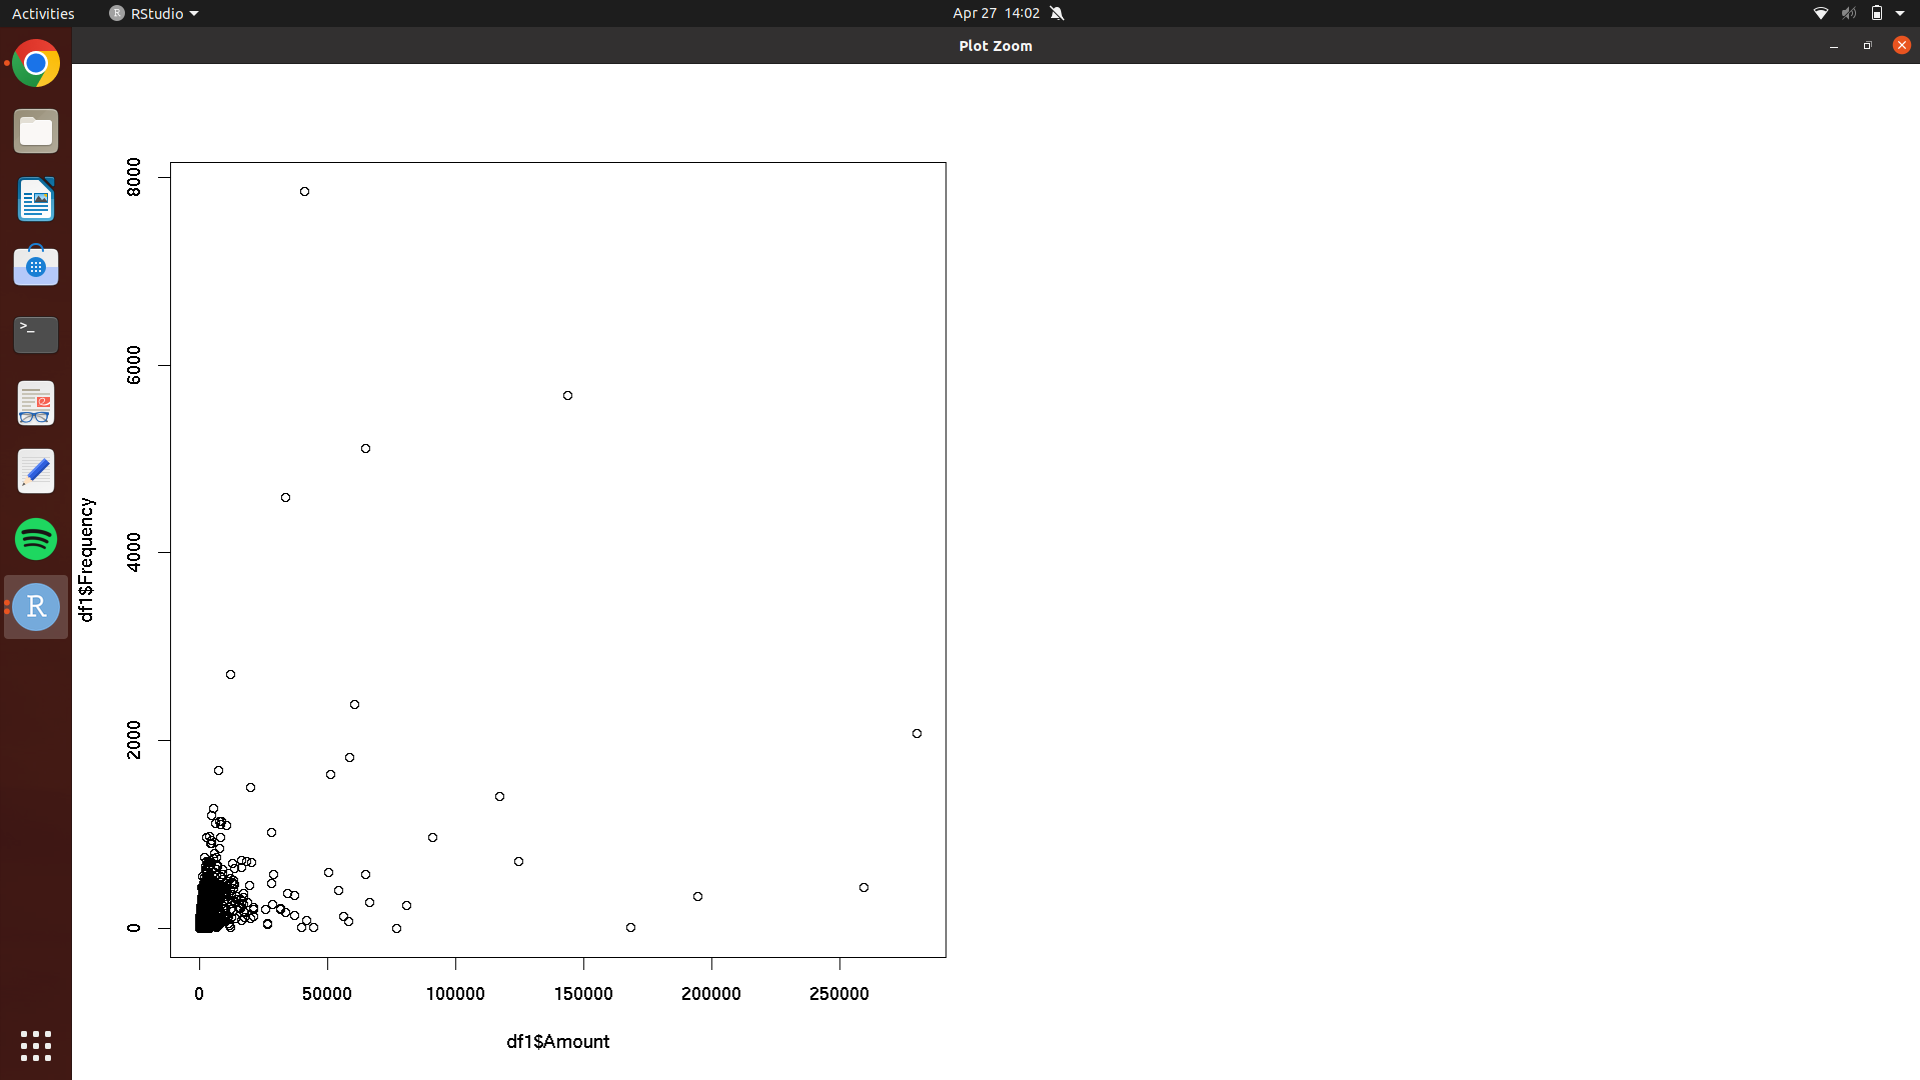 Activities
R RStudio
Apr 27 14:02
Plot Zoom
>_
R
8000
6000
4000
2000
0
df1$Frequency
0 50000 100000 150000 200000 250000
df1$Amount